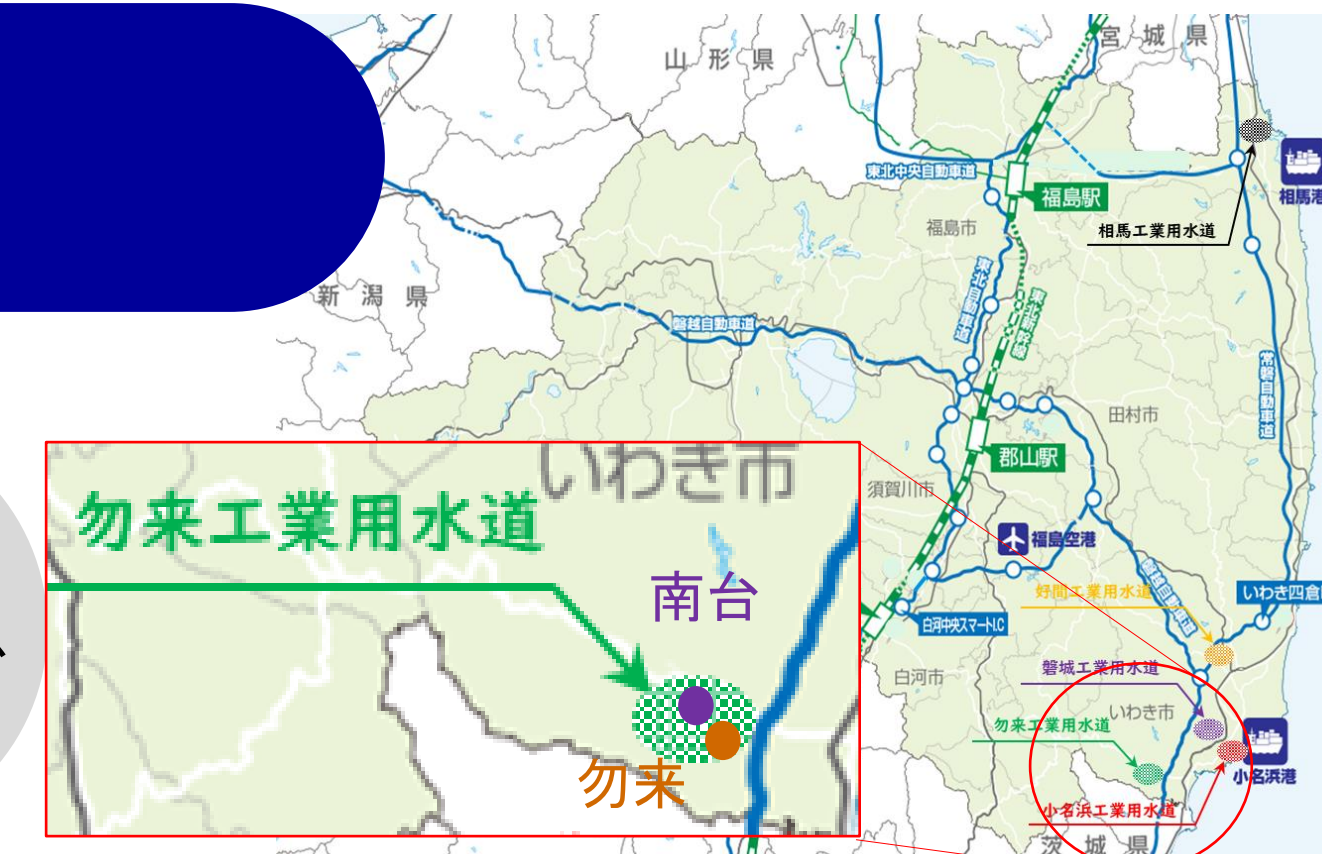 山形県
宮城県
東北中央自動車道
福島駅
相馬港
福島市
相馬工業用水道
新潟県
東北自動車道
東北新幹線
磐越自動車道
常磐自動車道
田村市
郡山駅
須賀川市
福島空港
いわき市
勿来工業用水道
南台
勿来
好間工業用水道
磐越自動車道
いわき四倉
白河中央スマートI.C
白河市
磐城工業用水道
いわき市
勿来工業用水道
小名浜港
小名浜工業用水道
茨城県